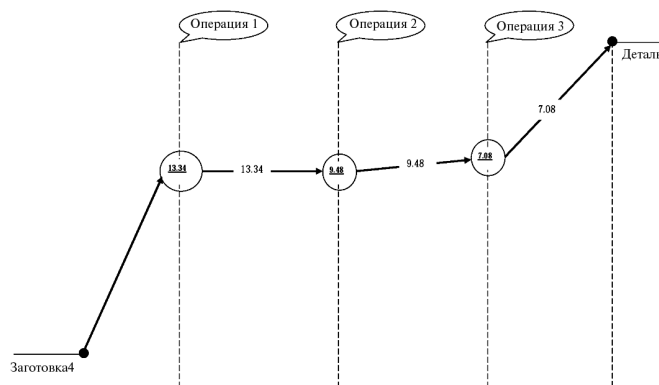 Операция 1
Операция 2
Операция 3
Деталь
7.08
13.34
13.34
9.48
9.48
7.08
Заготовка4